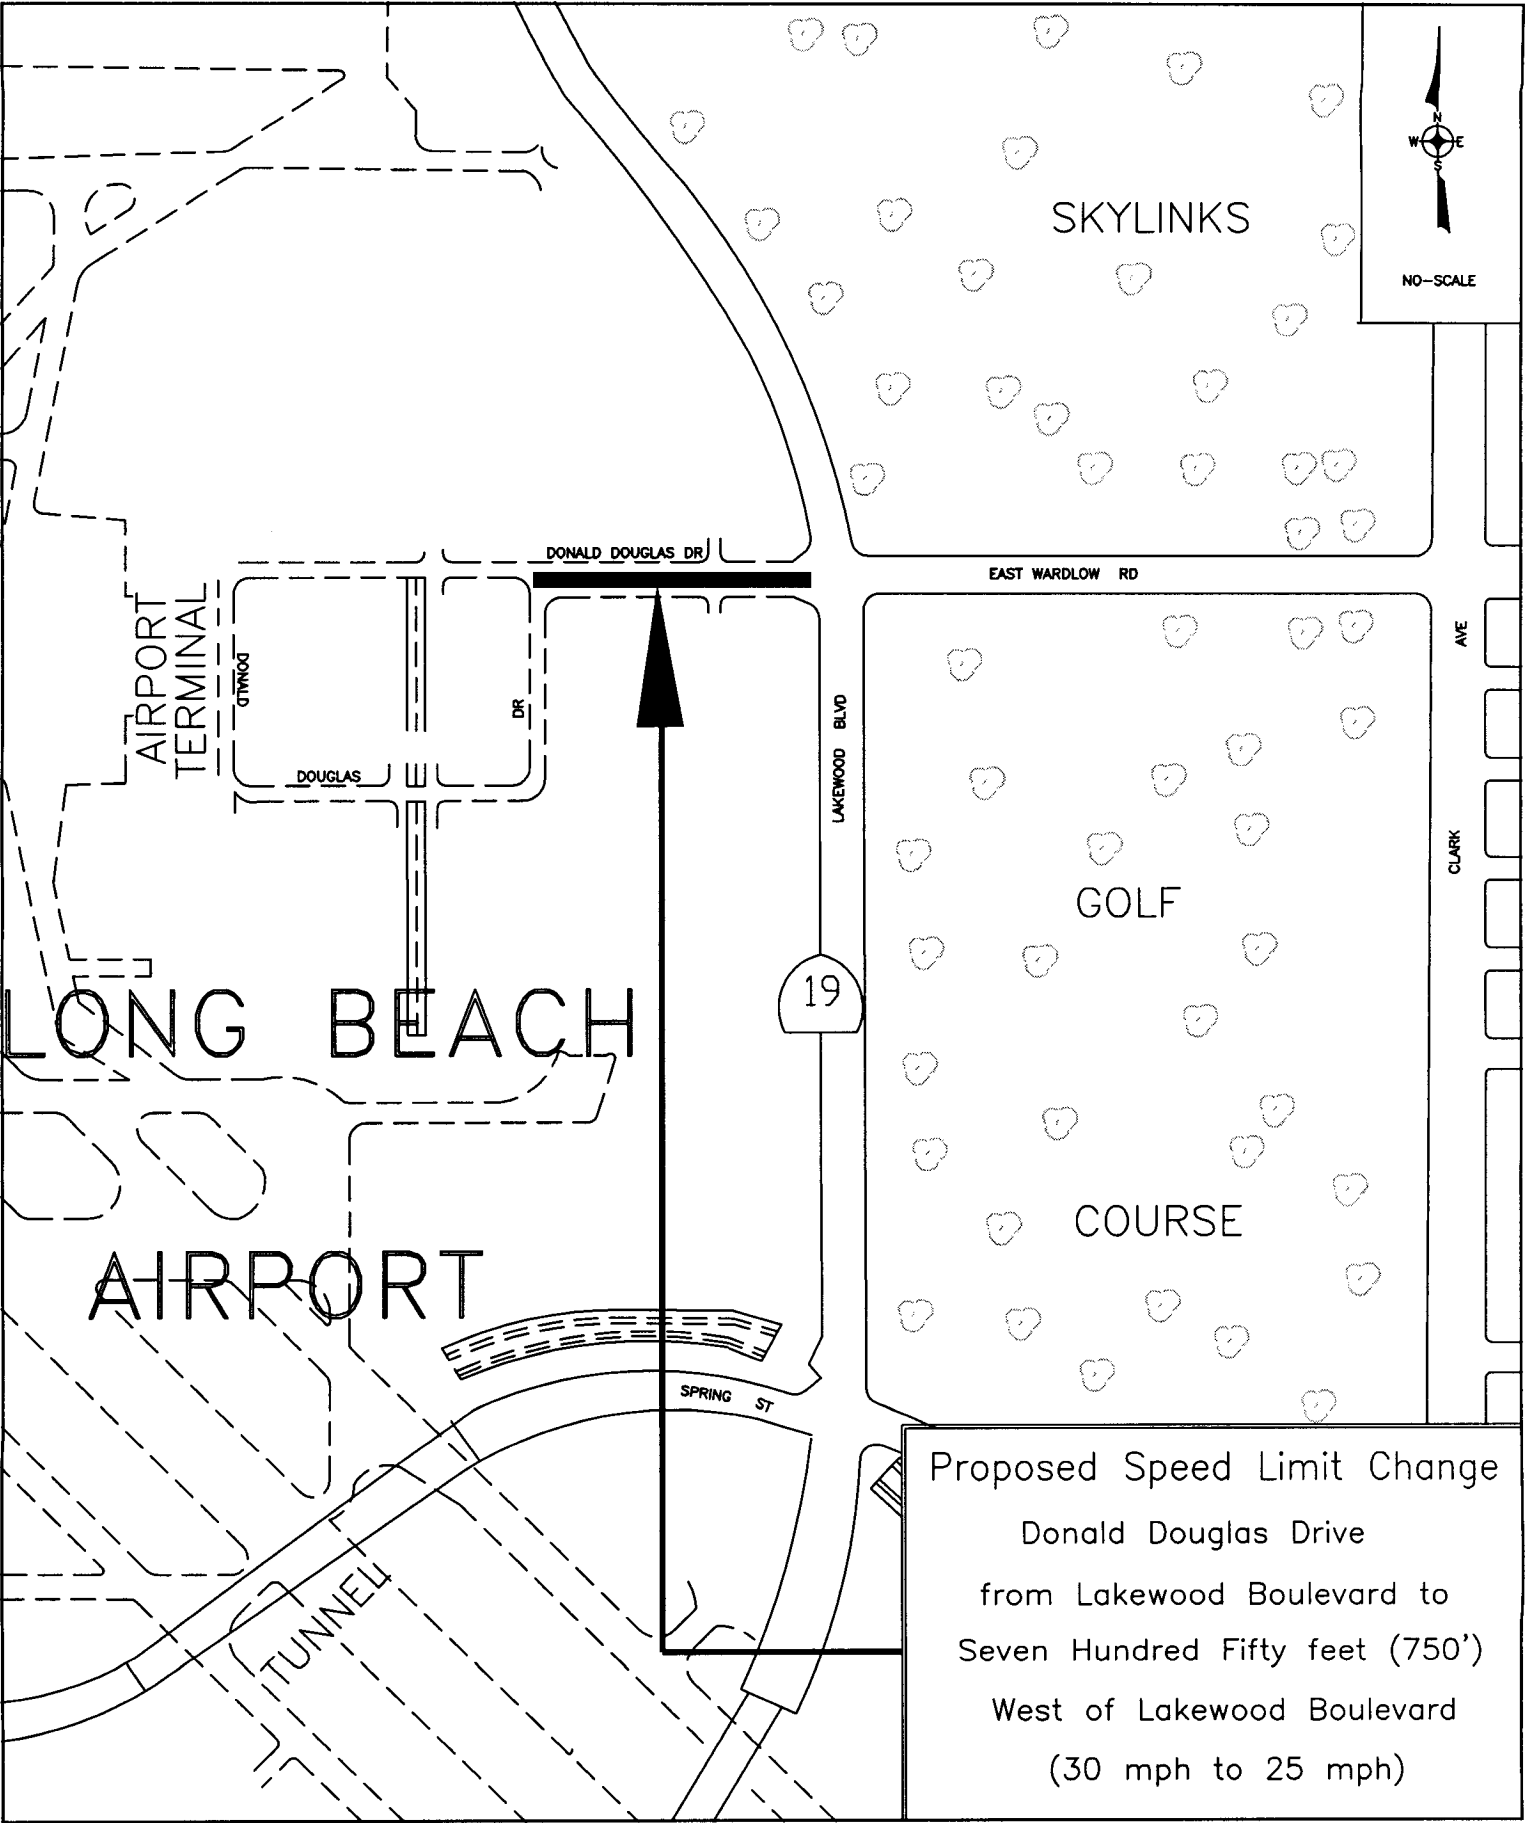 SKYLINKS
N
W E
S
NO-SCALE
DONALD DOUGLAS DR
EAST WARDLOW RD
AIRPORT
TERMINAL
DONALD
DR
DOUGLAS
LAKEWOOD BLVD
AVE
CLARK
GOLF
19
LONG BEACH
AIRPORT
COURSE
SPRING ST
TUNNEL
Proposed Speed Limit Change
Donald Douglas Drive
from Lakewood Boulevard to
Seven Hundred Fifty feet (750')
West of Lakewood Boulevard
(30 mph to 25 mph)